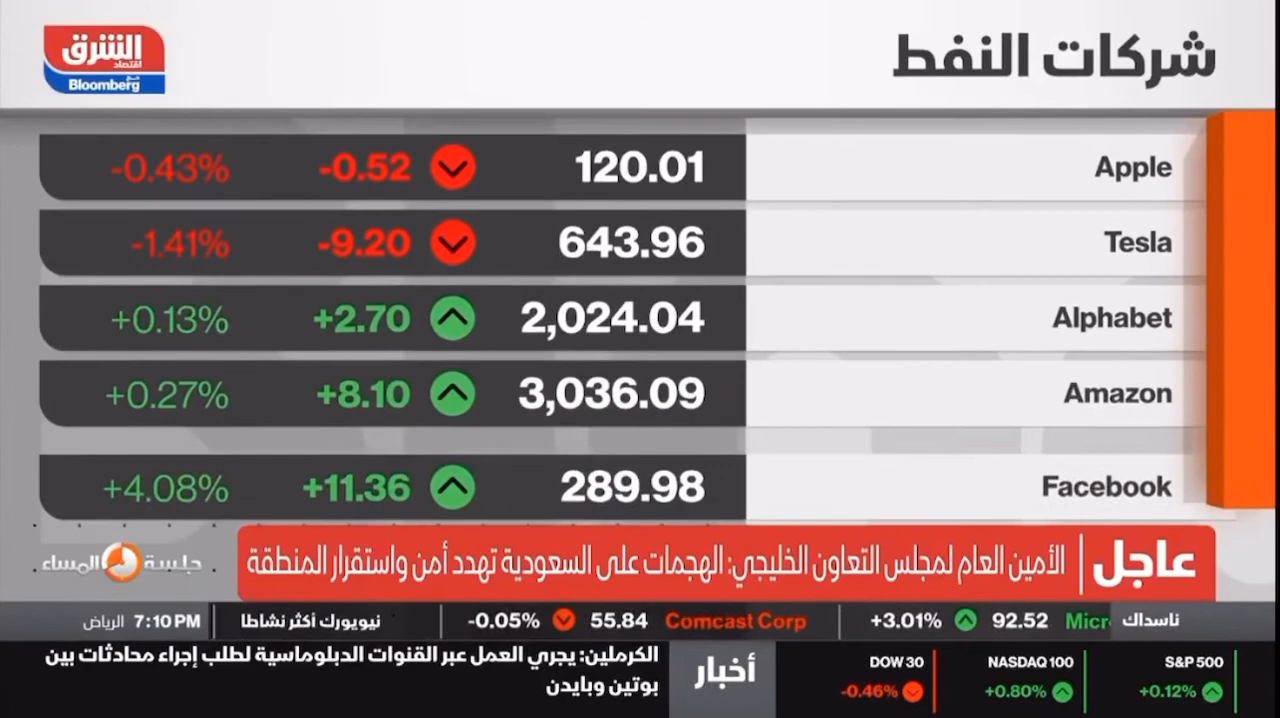 شركات النفط
الشرق
اقتصاد
مع
Bloomberg
Apple 120.01 -0.52 -0.43%
Tesla 643.96 -9.20 -1.41%
Alphabet 2,024.04 +2.70 +0.13%
Amazon 3,036.09 +8.10 +0.27%
Facebook 289.98 +11.36 +4.08%
عاجل
الأمين العام لمجلس التعاون الخليجي: الهجمات على السعودية تهدد أمن واستقرار المنطقة
جلسة المساء
ناسداك Micr 92.52 +3.01% Comcast Corp 55.84 -0.05% نيويورك أكثر نشاطا
7:10 PM الرياض
S&P 500 +0.12%
NASDAQ 100 +0.80%
DOW 30 -0.46%
أخبار
الكرملين: يجري العمل عبر القنوات الدبلوماسية لطلب إجراء محادثات بين
بوتين وبايدن